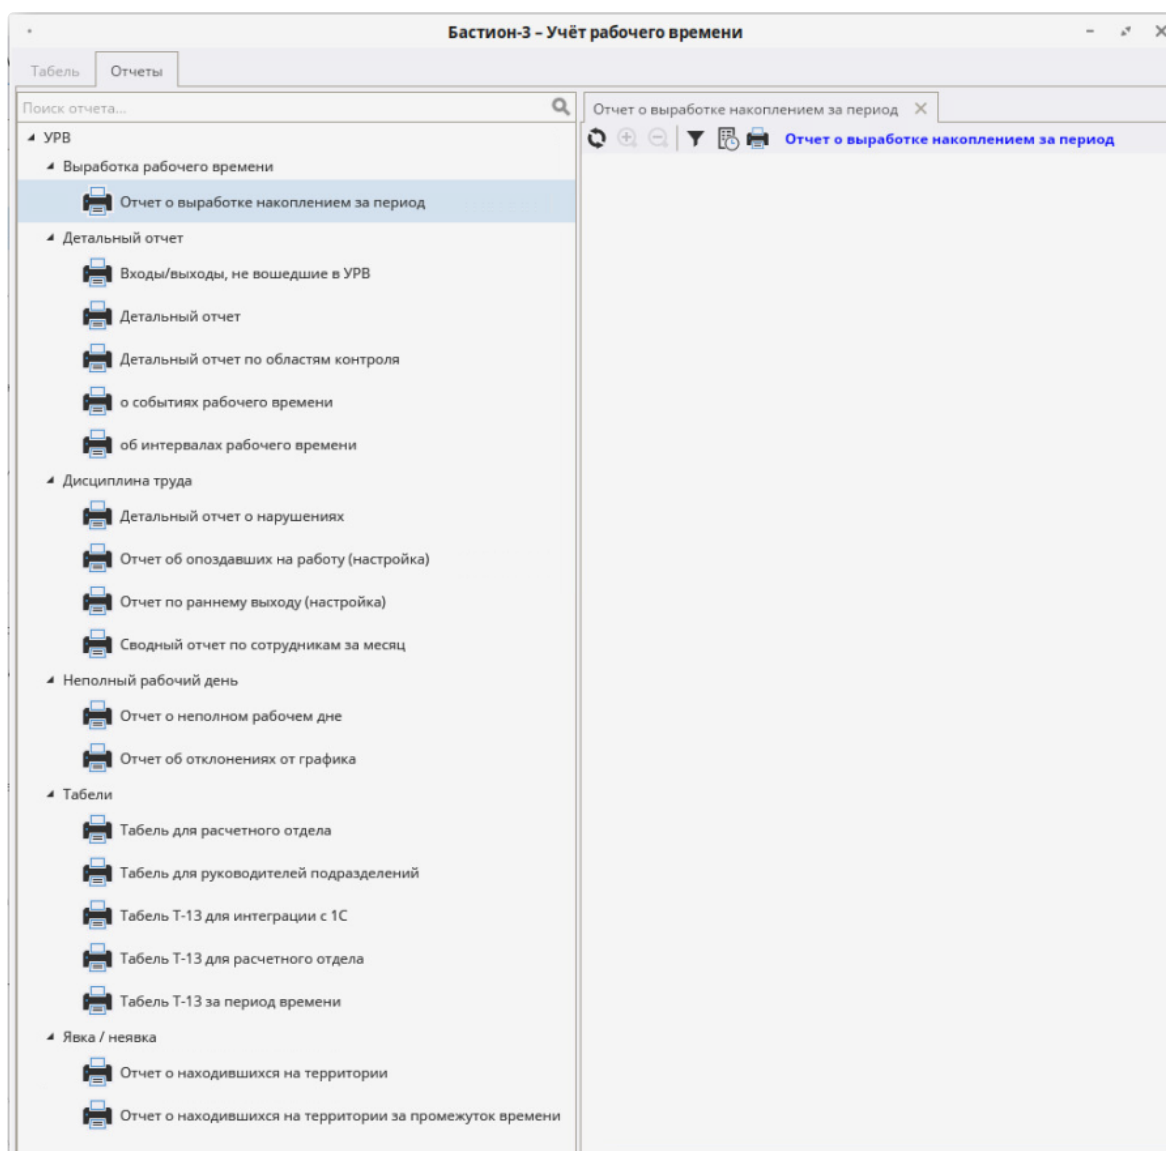 Бастион-3 – Учёт рабочего времени
Табель
Отчеты
Поиск отчета...
Отчет о выработке накоплением за период
УРВ
Отчет о выработке накоплением за период
Выработка рабочего времени
Отчет о выработке накоплением за период
Детальный отчет
Входы/выходы, не вошедшие в УРВ
Детальный отчет
Детальный отчет по областям контроля
о событиях рабочего времени
об интервалах рабочего времени
Дисциплина труда
Детальный отчет о нарушениях
Отчет об опоздавших на работу (настройка)
Отчет по раннему выходу (настройка)
Сводный отчет по сотрудникам за месяц
Неполный рабочий день
Отчет о неполном рабочем дне
Отчет об отклонениях от графика
Табели
Табель для расчетного отдела
Табель для руководителей подразделений
Табель Т-13 для интеграции с 1С
Табель Т-13 для расчетного отдела
Табель Т-13 за период времени
Явка / неявка
Отчет о находившихся на территории
Отчет о находившихся на территории за промежуток времени